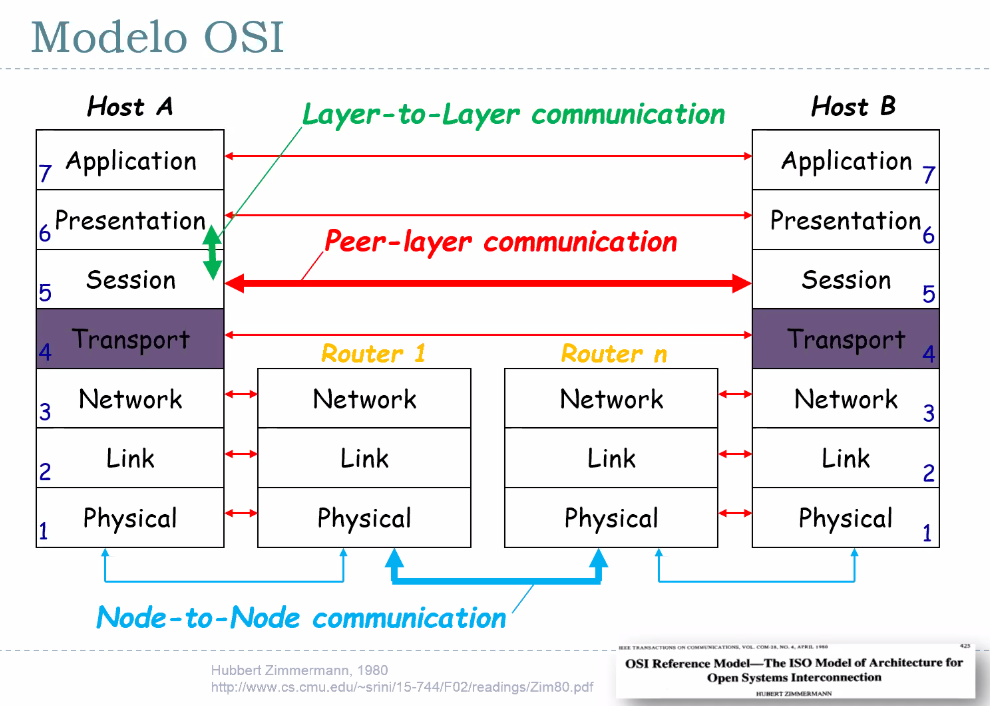 Modelo OSI
Host A
Layer-to-Layer communication
Host B
7 Application
Application 7
6 Presentation
Presentation 6
Peer-layer communication
5 Session
Session 5
4 Transport
Transport 4
Router 1
Router n
3 Network
Network
Network
Network 3
2 Link
Link
Link
Link 2
1 Physical
Physical
Physical
Physical 1
Node-to-Node communication
IEEE TRANSACTIONS ON COMMUNICATIONS, VOL. COM-28, NO. 4, APRIL 1980 425
OSI Reference Model—The ISO Model of Architecture for
Open Systems Interconnection
HUBERT ZIMMERMANN
Hubbert Zimmermann, 1980
http://www.cs.cmu.edu/~srini/15-744/F02/readings/Zim80.pdf